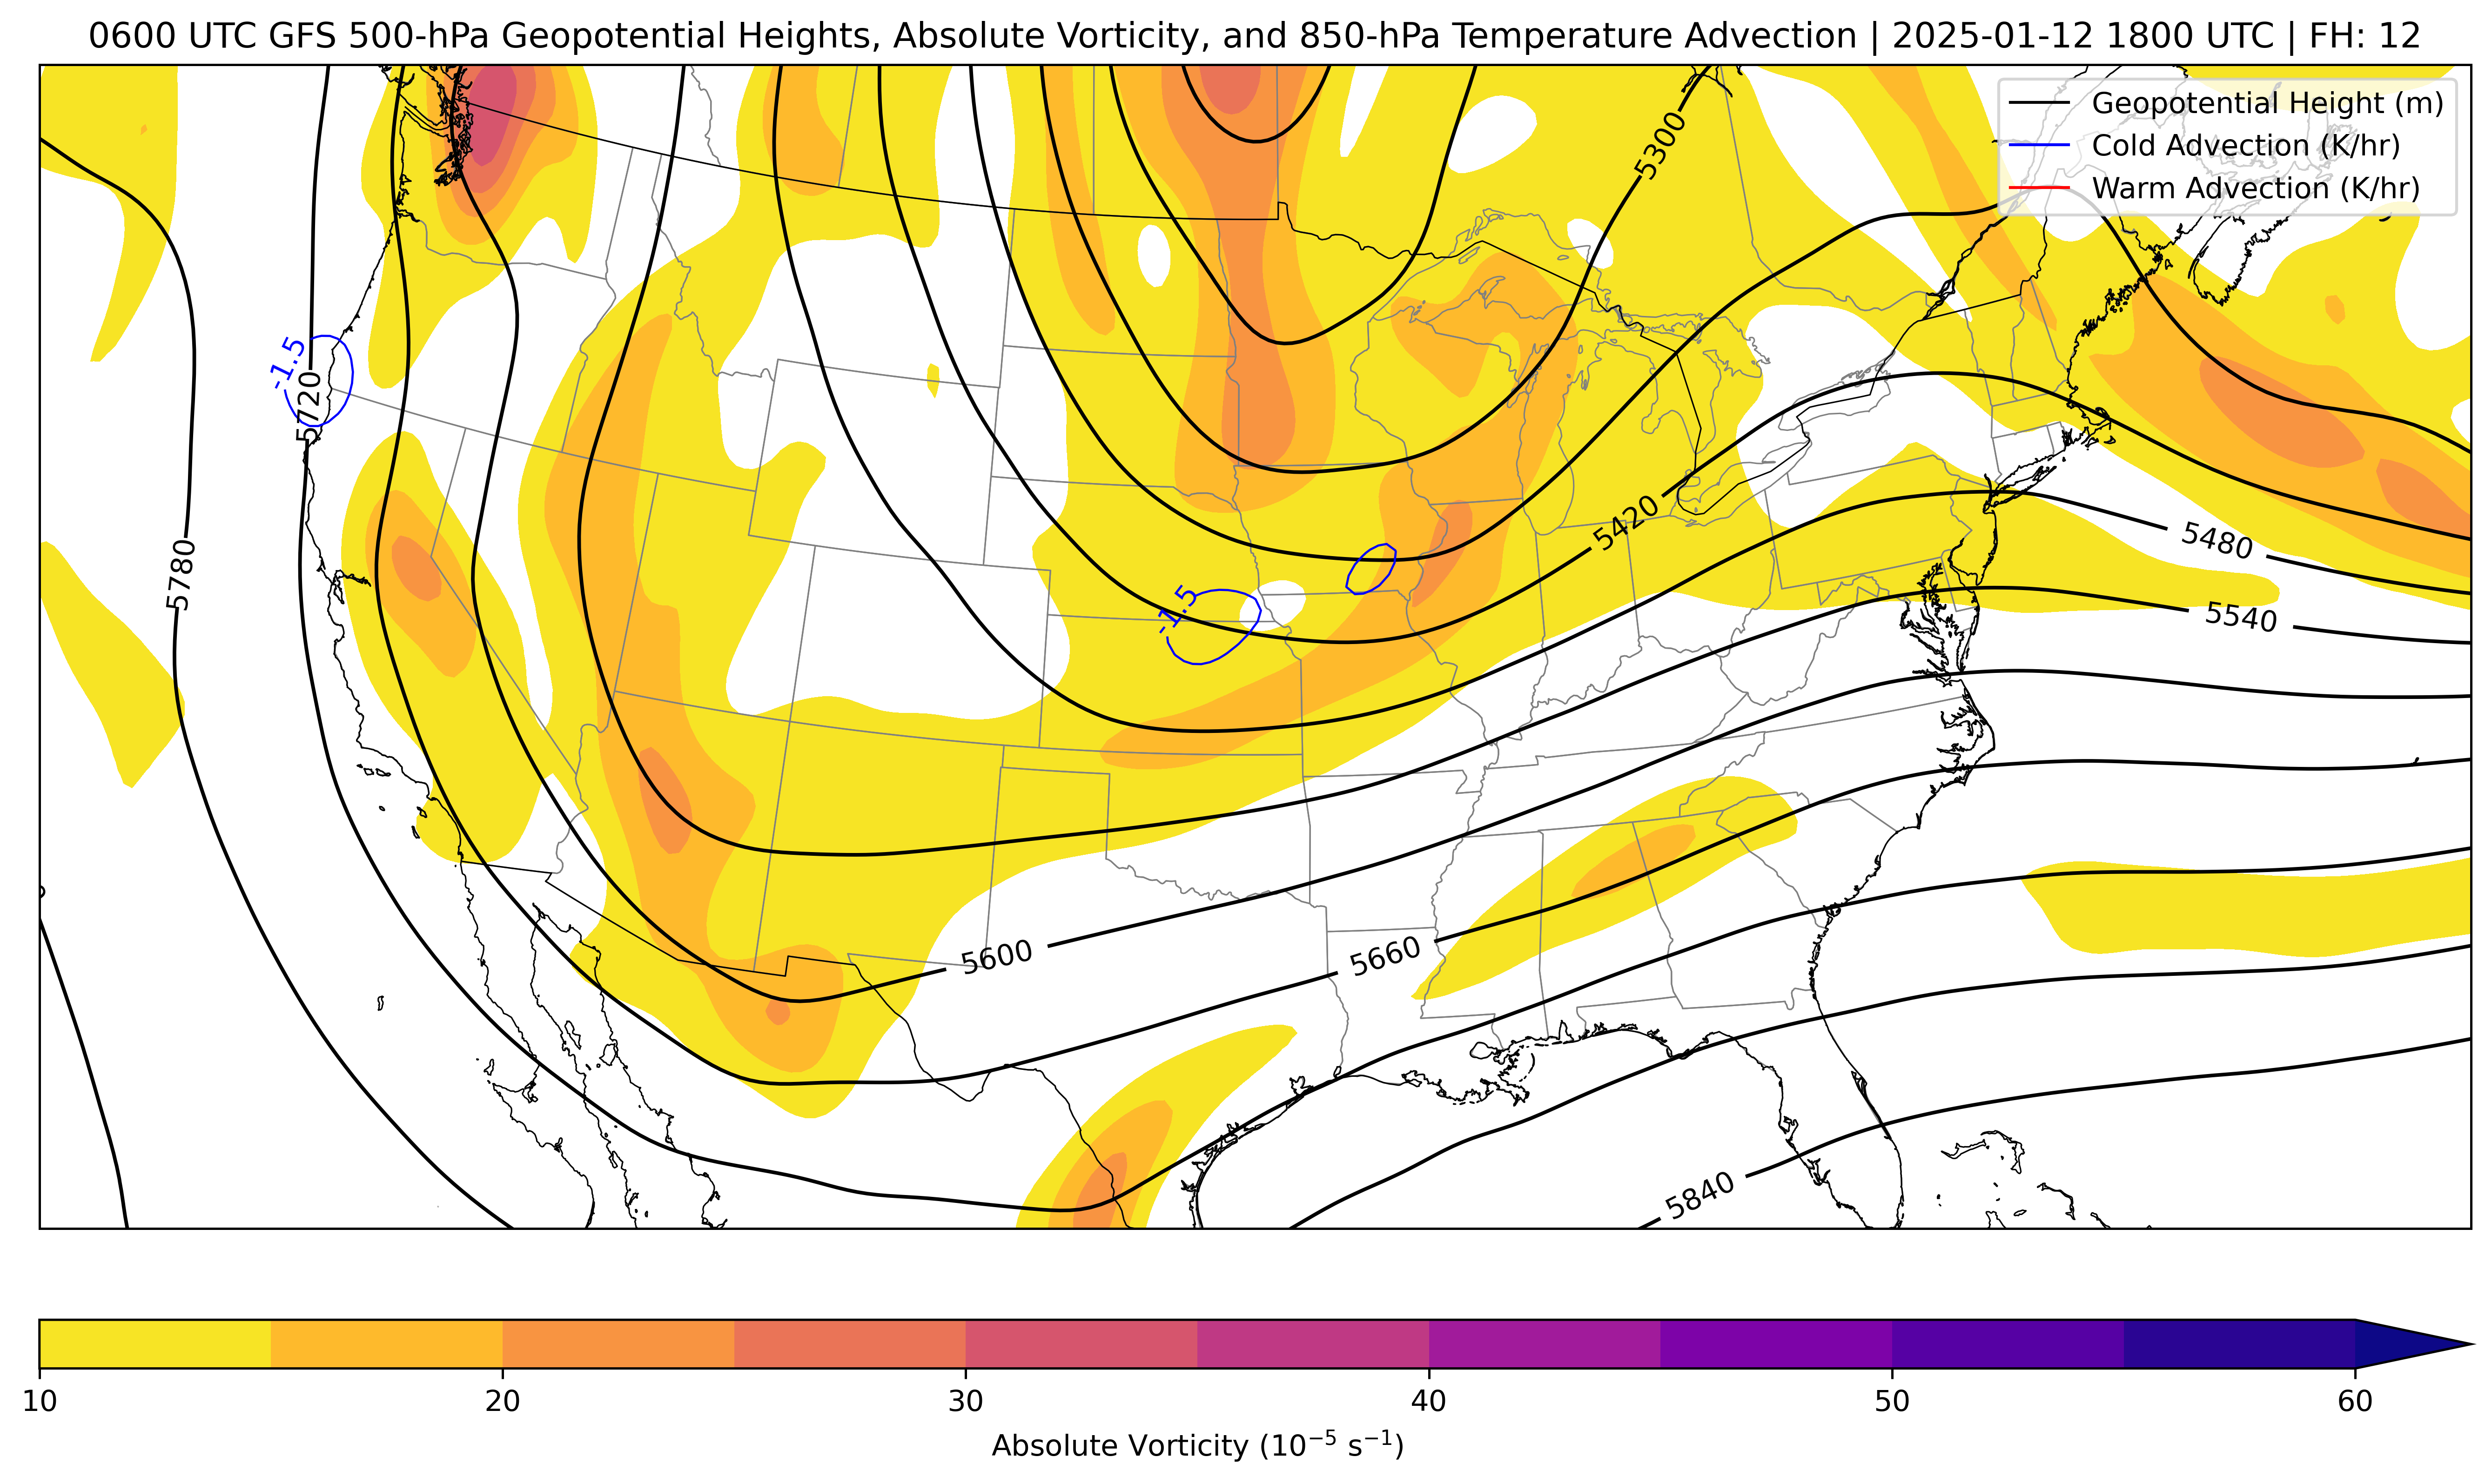 0600 UTC GFS 500-hPa Geopotential Heights, Absolute Vorticity, and 850-hPa Temperature Advection | 2025-01-12 1800 UTC | FH: 12
Geopotential Height (m)
Cold Advection (K/hr)
Warm Advection (K/hr)
5300
-1.5
5720
5420
5480
5780
-1.5
5540
5600
5660
5840
10 20 30 40 50 60
Absolute Vorticity (10⁻⁵ s⁻¹)